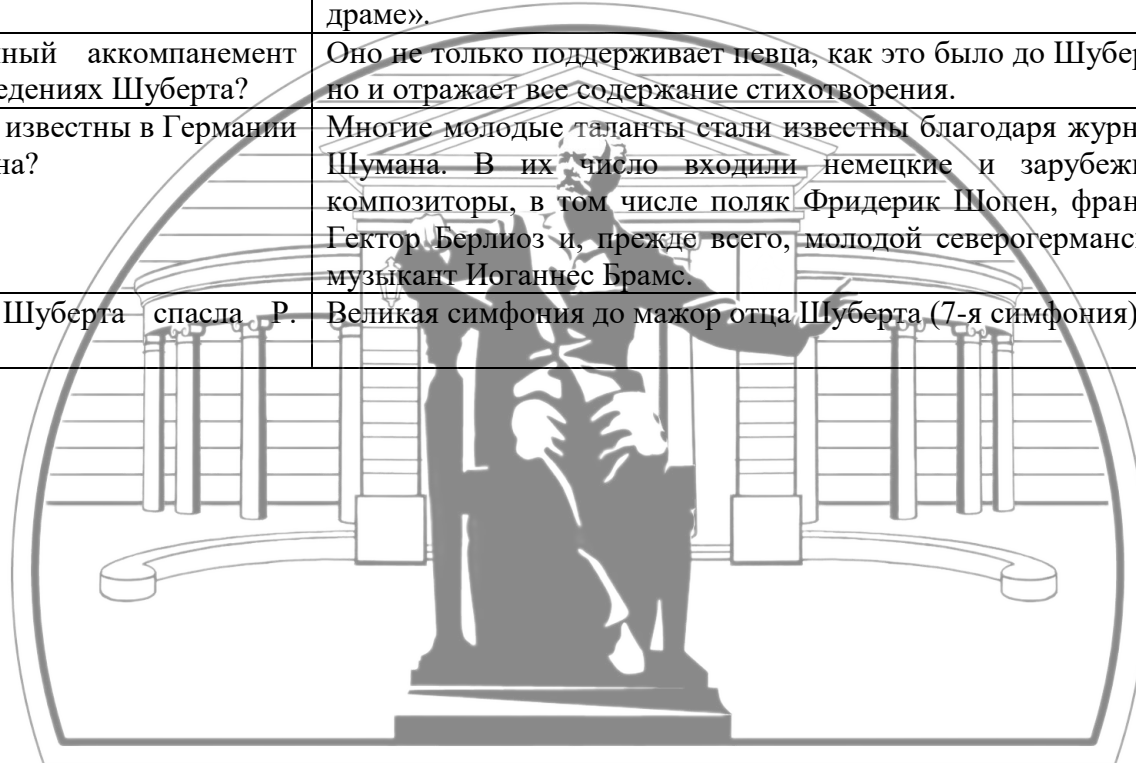 драме».
ный аккомпанемент
едениях Шуберта?
Оно не только поддерживает певца, как это было до Шубер
но и отражает все содержание стихотворения.
известны в Германии
на?
Многие молодые таланты стали известны благодаря журн
Шумана. В их число входили немецкие и зарубежн
композиторы, в том числе поляк Фридерик Шопен, фран
Гектор Берлиоз и, прежде всего, молодой северогерманс
музыкант Иоганнес Брамс.
Шуберта спасла Р.
Великая симфония до мажор отца Шуберта (7-я симфония)